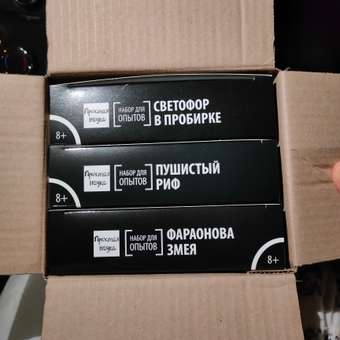 Простая наука
НАБОР ДЛЯ ОПЫТОВ
СВЕТОФОР
В ПРОБИРКЕ
8+
Простая наука
НАБОР ДЛЯ ОПЫТОВ
ПУШИСТЫЙ
РИФ
8+
Простая наука
НАБОР ДЛЯ ОПЫТОВ
ФАРАОНОВА
ЗМЕЯ
8+